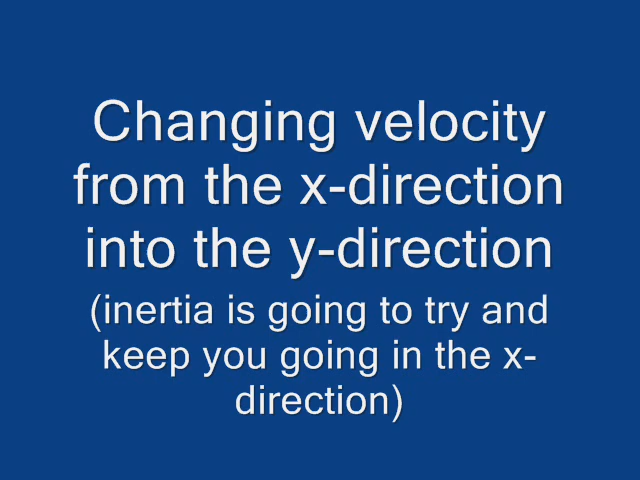 Changing velocity
from the x-direction
into the y-direction
(inertia is going to try and
keep you going in the x-
direction)